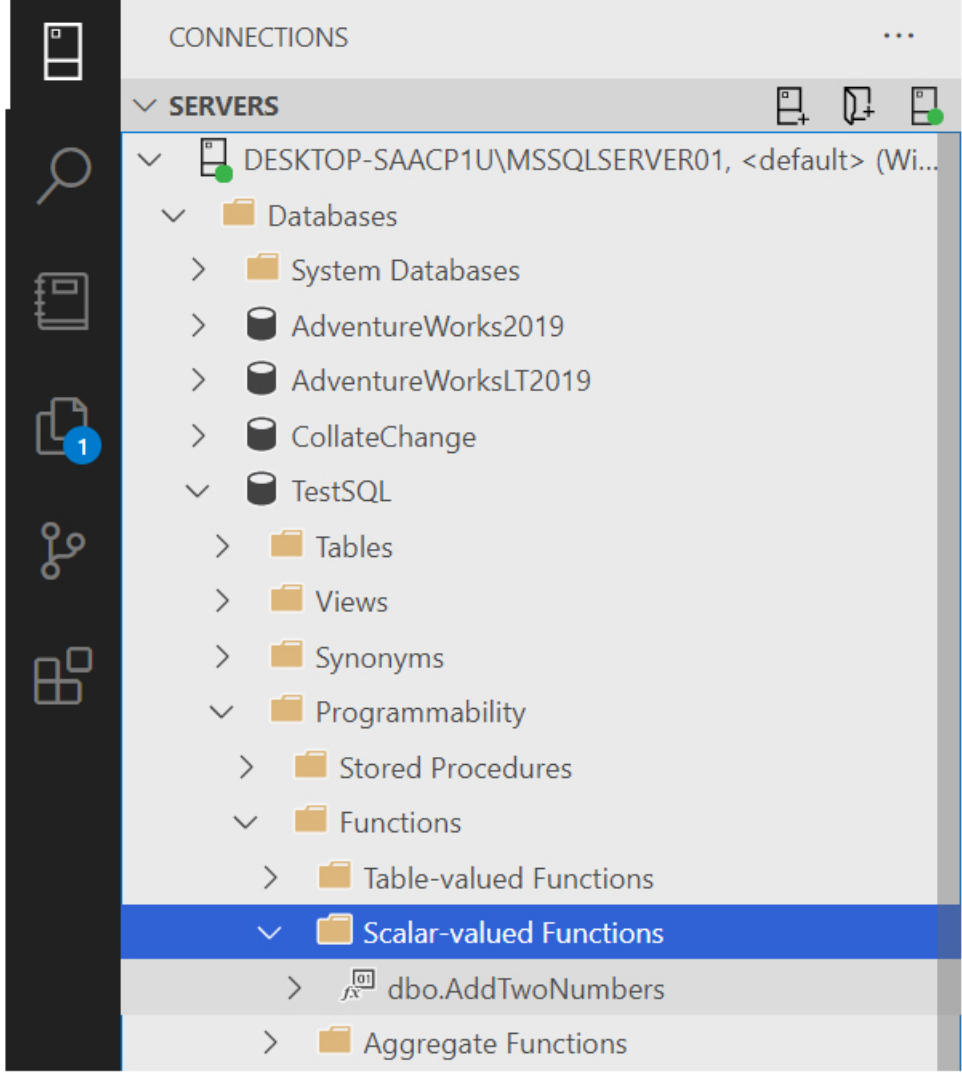 CONNECTIONS
SERVERS
DESKTOP-SAACP1U\MSSQLSERVER01, <default> (Wi...
Databases
System Databases
AdventureWorks2019
AdventureWorksLT2019
CollateChange
1
TestSQL
Tables
Views
Synonyms
Programmability
Stored Procedures
Functions
Table-valued Functions
Scalar-valued Functions
dbo.AddTwoNumbers
Aggregate Functions